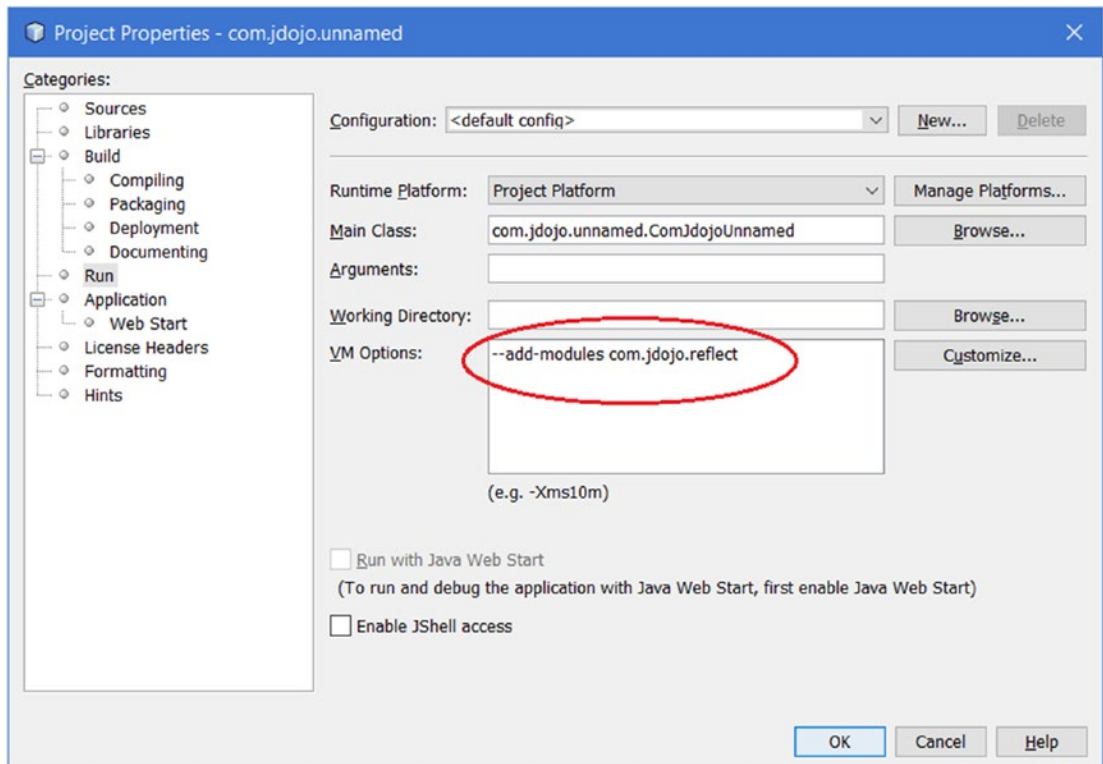 Project Properties - com.jdojo.unnamed
Categories:
Sources
Libraries
Build
Compiling
Packaging
Deployment
Documenting
Run
Application
Web Start
License Headers
Formatting
Hints
Configuration: <default config> New... Delete
Runtime Platform: Project Platform Manage Platforms...
Main Class: com.jdojo.unnamed.ComJdojoUnnamed Browse...
Arguments:
Working Directory: Browse...
VM Options: --add-modules com.jdojo.reflect Customize...
(e.g. -Xms10m)
Run with Java Web Start
(To run and debug the application with Java Web Start, first enable Java Web Start)
Enable JShell access
OK Cancel Help